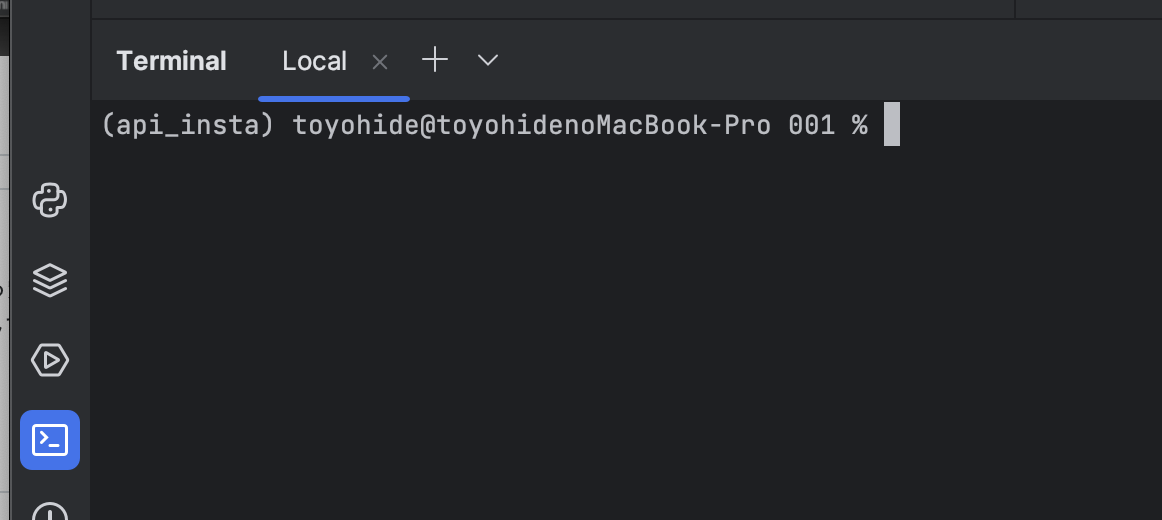 Terminal Local
(api_insta) toyohide@toyohidenoMacBook-Pro 001 %